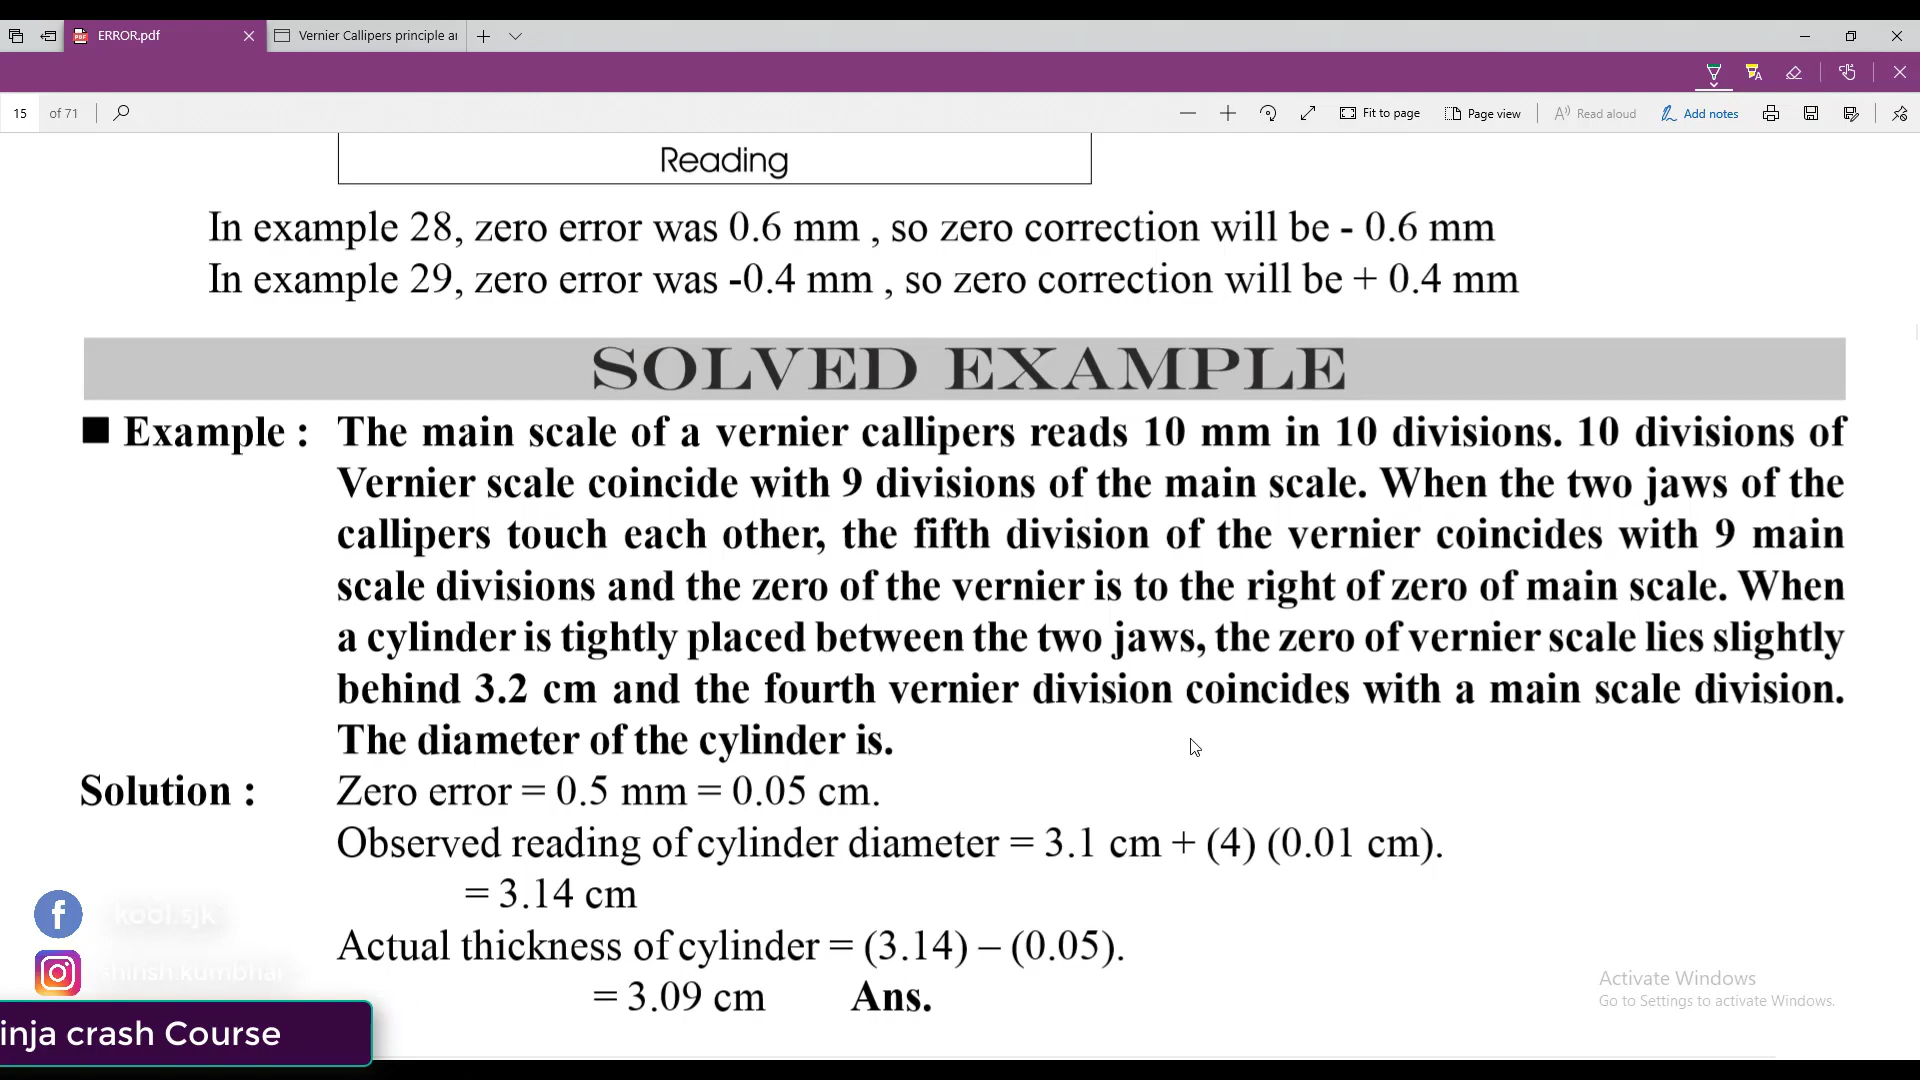 ERROR.pdf
Vernier Callipers principle ar
15 of 71
Fit to page
Page view
Read aloud
Add notes
Reading
In example 28, zero error was 0.6 mm , so zero correction will be - 0.6 mm
In example 29, zero error was -0.4 mm , so zero correction will be + 0.4 mm
SOLVED EXAMPLE
Example : The main scale of a vernier callipers reads 10 mm in 10 divisions. 10 divisions of
Vernier scale coincide with 9 divisions of the main scale. When the two jaws of the
callipers touch each other, the fifth division of the vernier coincides with 9 main
scale divisions and the zero of the vernier is to the right of zero of main scale. When
a cylinder is tightly placed between the two jaws, the zero of vernier scale lies slightly
behind 3.2 cm and the fourth vernier division coincides with a main scale division.
The diameter of the cylinder is.
Solution : Zero error = 0.5 mm = 0.05 cm.
Observed reading of cylinder diameter = 3.1 cm + (4) (0.01 cm).
= 3.14 cm
Actual thickness of cylinder = (3.14) – (0.05).
= 3.09 cm Ans.
kool.sjk
shirish.kumbhar
inja crash Course
Activate Windows
Go to Settings to activate Windows.